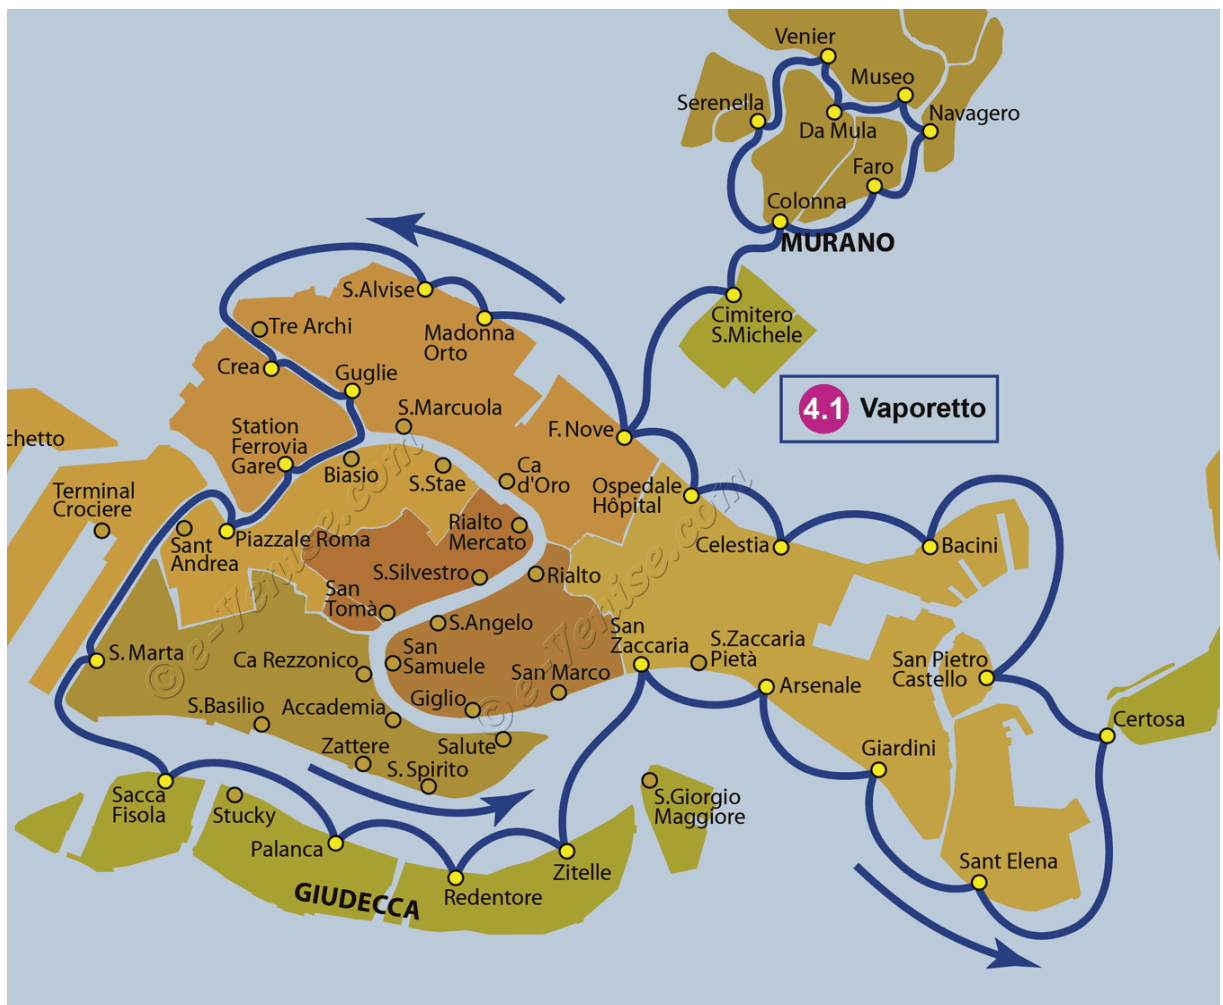 Venier
Museo
Serenella
Navagero
Da Mula
Faro
Colonna
MURANO
S.Alvise
Cimitero
S.Michele
Tre Archi
Madonna
Orto
Crea
Guglie
4.1 Vaporetto
S.Marcuola
Station
Ferrovia
Gare
F. Nove
chetto
Biasio
S.Stae
Ca
d'Oro
Ospedale
Hôpital
Terminal
Crociere
Rialto
Mercato
Sant
Andrea
Piazzale Roma
Celestia
Bacini
S.Silvestro
Rialto
San
Tomà
S.Angelo
San
Zaccaria
S.Zaccaria
Pietà
S. Marta
Ca Rezzonico
San
Samuele
San Marco
San Pietro
Castello
Arsenale
S.Basilio
Accademia
Giglio
Certosa
Zattere
Salute
Giardini
S. Spirito
Sacca
Fisola
Stucky
S.Giorgio
Maggiore
Palanca
Zitelle
Sant Elena
GIUDECCA
Redentore
© e-Venise.com
© e-Venise.com